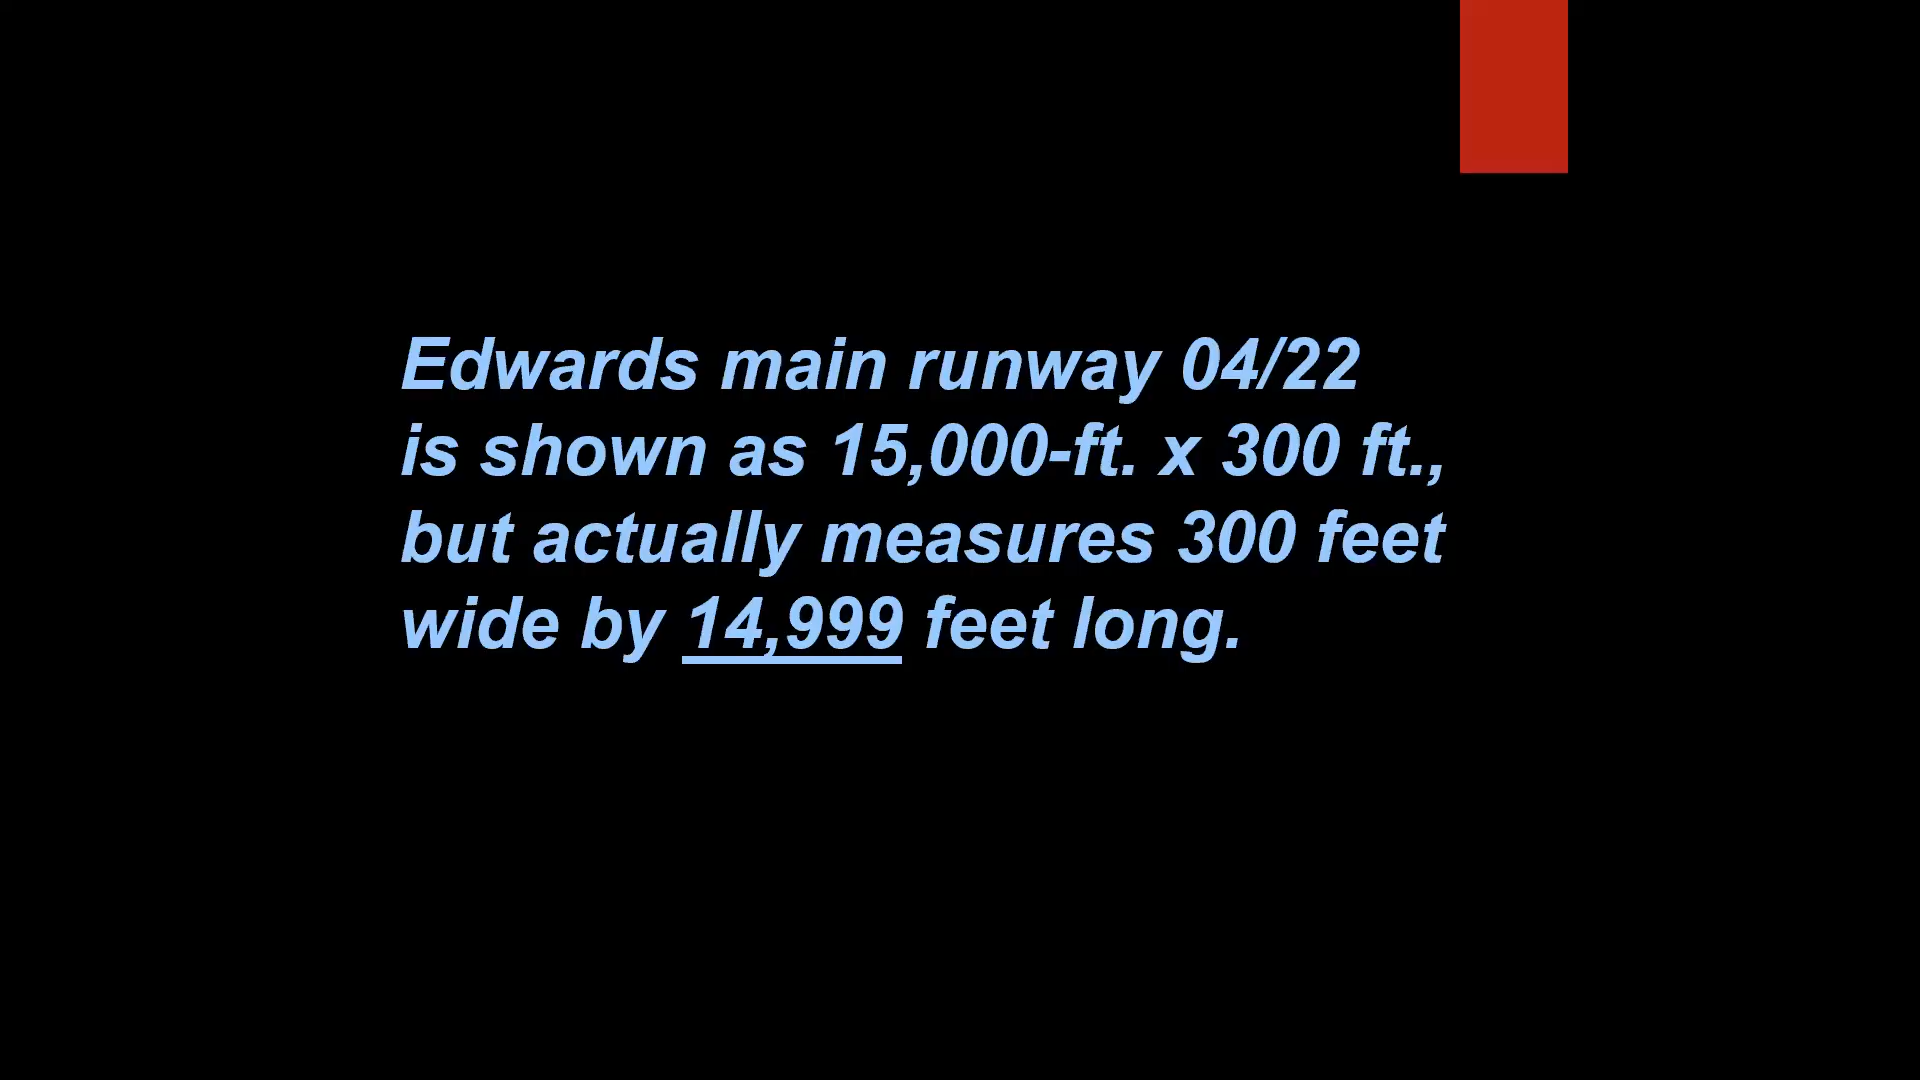 Edwards main runway 04/22
is shown as 15,000-ft. x 300 ft.,
but actually measures 300 feet
wide by 14,999 feet long.